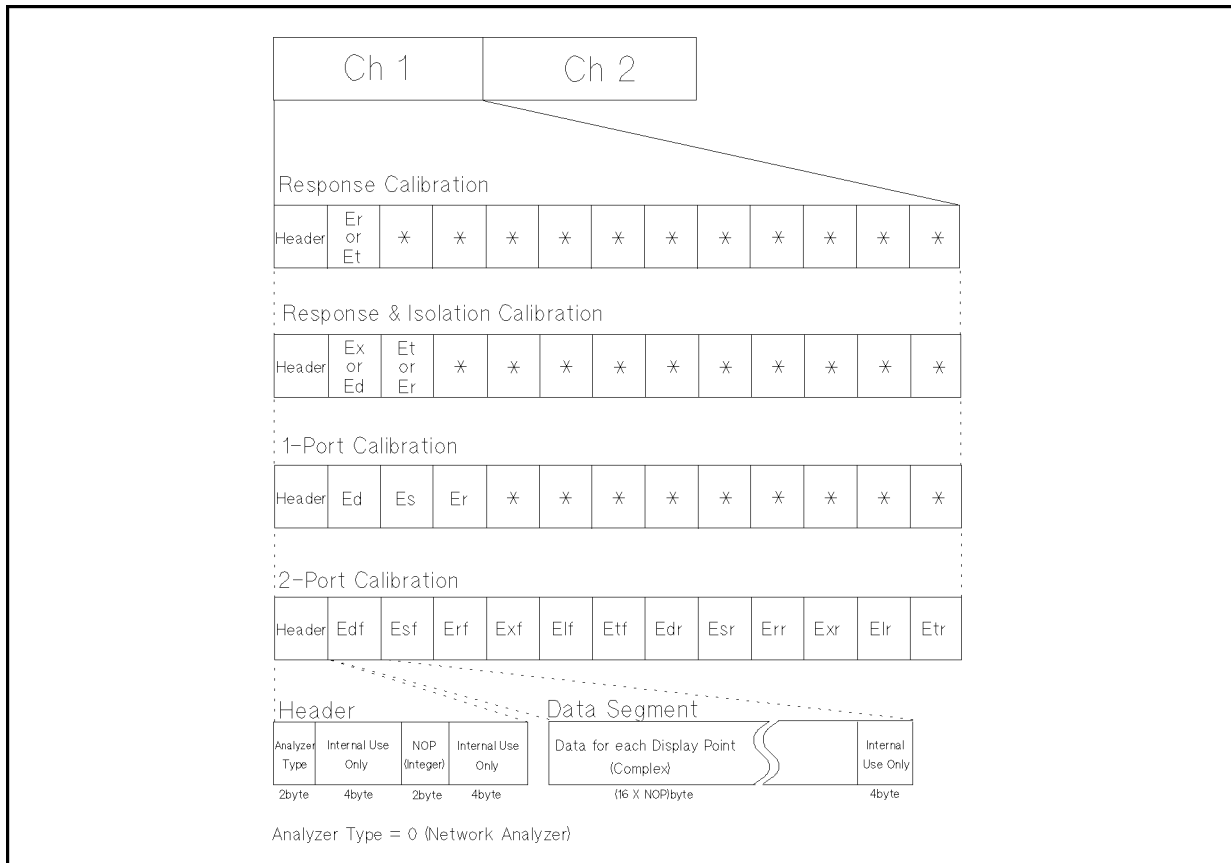 Ch 1 Ch 2
Response Calibration
Header Er or Et * * * * * * * * * * *
Response & Isolation Calibration
Header Ex or Ed Et or Er * * * * * * * * * *
1-Port Calibration
Header Ed Es Er * * * * * * * * *
2-Port Calibration
Header Edf Esf Erf Exf Elf Etf Edr Esr Err Exr Elr Etr
Header Data Segment
Analyzer Type Internal Use Only NOP (Integer) Internal Use Only Data for each Display Point (Complex) Internal Use Only
2byte 4byte 2byte 4byte (16 X NOP)byte 4byte
Analyzer Type = 0 (Network Analyzer)